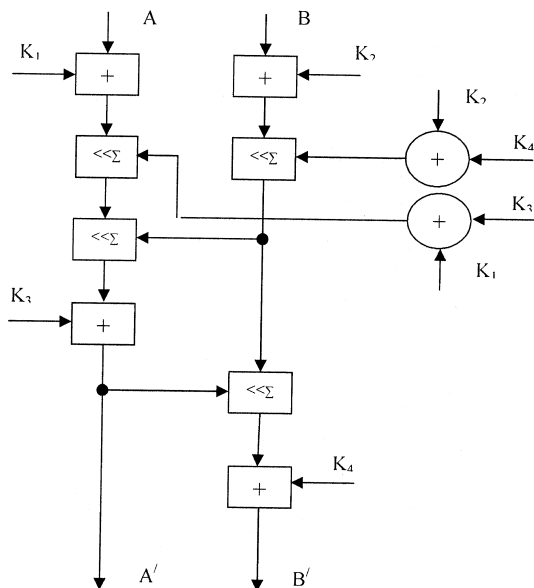 A B
K₁ K₂
+ +
K₂
<<Σ <<Σ + K₄
<<Σ + K₃
K₁
K₃
+
<<Σ
+ K₄
A′ B′